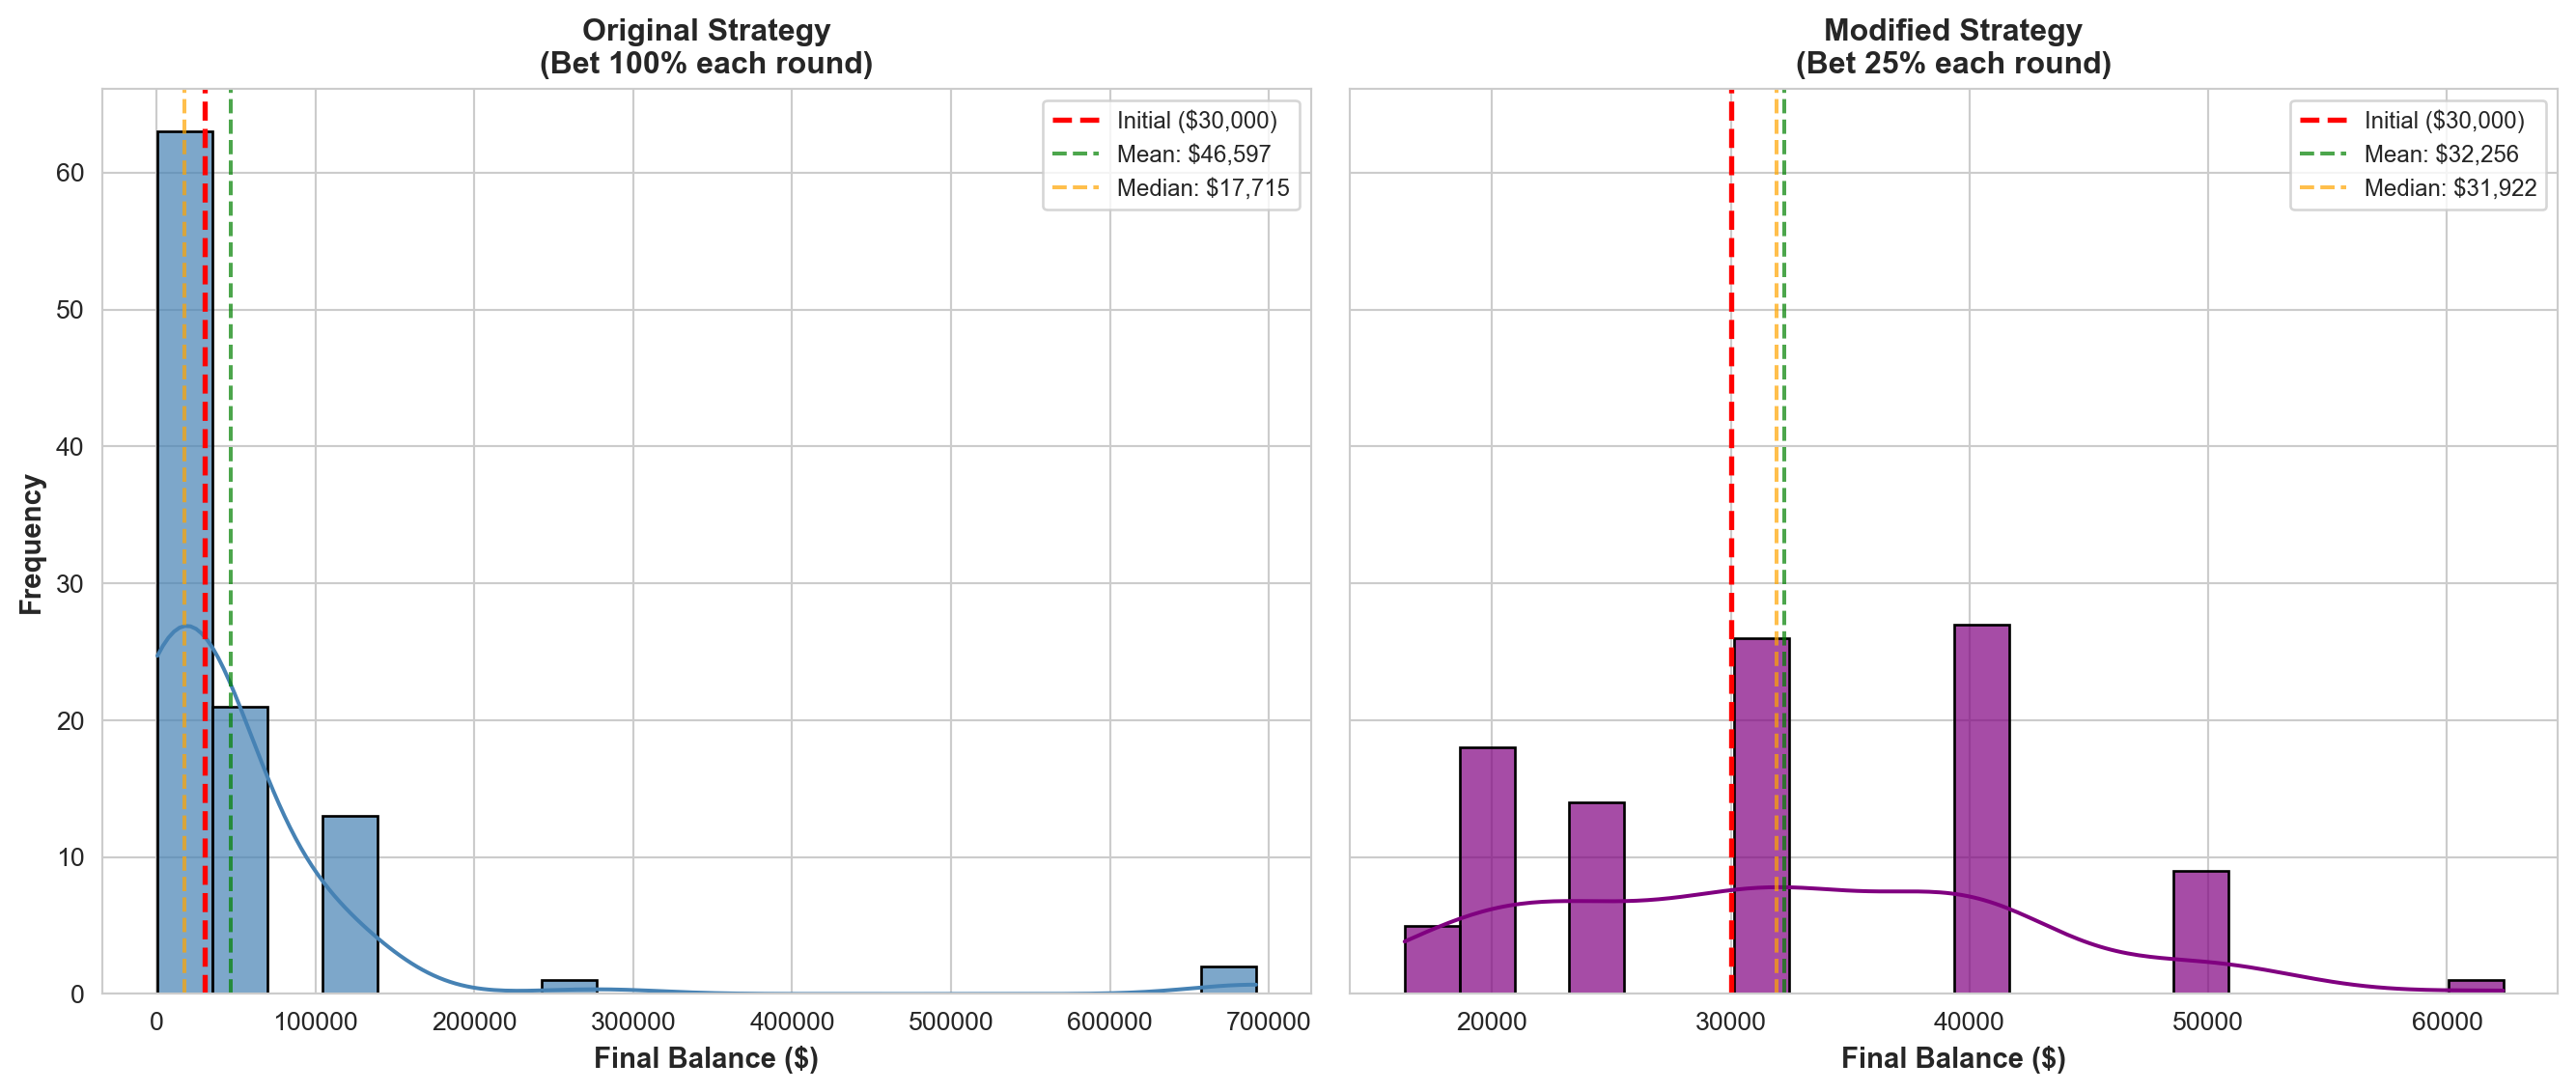 Original Strategy
(Bet 100% each round)
Initial ($30,000)
Mean: $46,597
Median: $17,715
60
50
40
30
20
10
0
Frequency
0 100000 200000 300000 400000 500000 600000 700000
Final Balance ($)
Modified Strategy
(Bet 25% each round)
Initial ($30,000)
Mean: $32,256
Median: $31,922
20000 30000 40000 50000 60000
Final Balance ($)